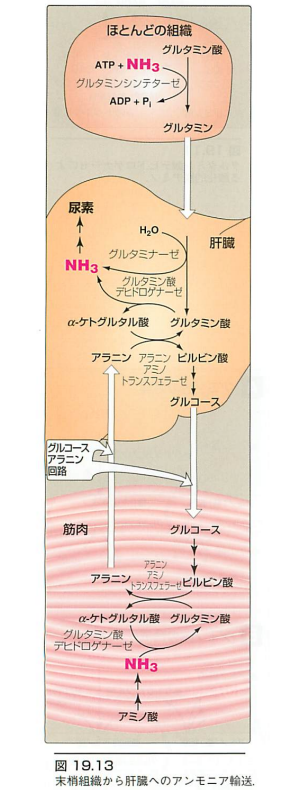 ほとんどの組織
グルタミン酸
ATP + NH₃
グルタミンシンテターゼ
ADP + Pᵢ
グルタミン
尿素
H₂O
肝臓
グルタミナーゼ
NH₃
グルタミン酸
デヒドロゲナーゼ
α-ケトグルタル酸 グルタミン酸
アラニン アラニン ピルビン酸
アミノ
トランスフェラーゼ
グルコース
グルコース
アラニン
回路
筋肉
グルコース
アラニン
アラニン アミノ
トランスフェラーゼ ピルビン酸
α-ケトグルタル酸 グルタミン酸
グルタミン酸
デヒドロゲナーゼ
NH₃
アミノ酸
図 19.13
末梢組織から肝臓へのアンモニア輸送.